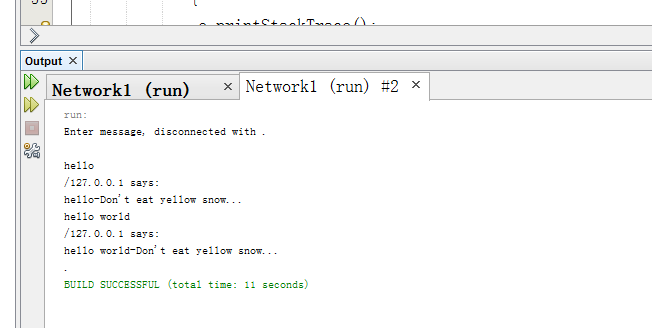 e.printStackTrace();
Output
Network1 (run)
Network1 (run) #2
run:
Enter message, disconnected with .
hello
/127.0.0.1 says:
hello-Don't eat yellow snow...
hello world
/127.0.0.1 says:
hello world-Don't eat yellow snow...
.
BUILD SUCCESSFUL (total time: 11 seconds)